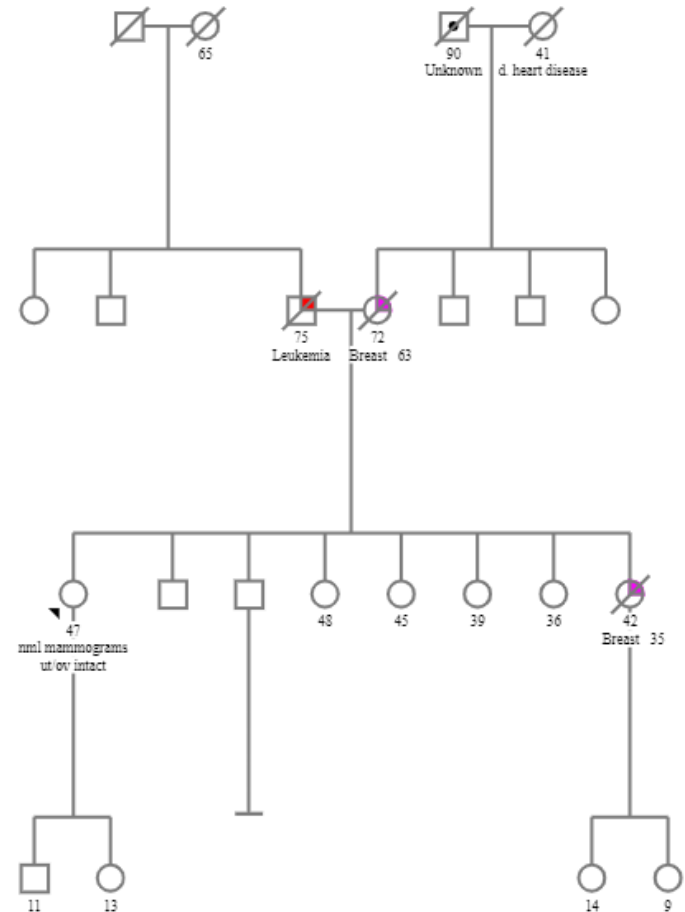 65
90
41
Unknown
d. heart disease
75
72
Leukemia
Breast 63
47
48
45
39
36
42
nml mammograms
Breast 35
ut/ov intact
11
13
14
9